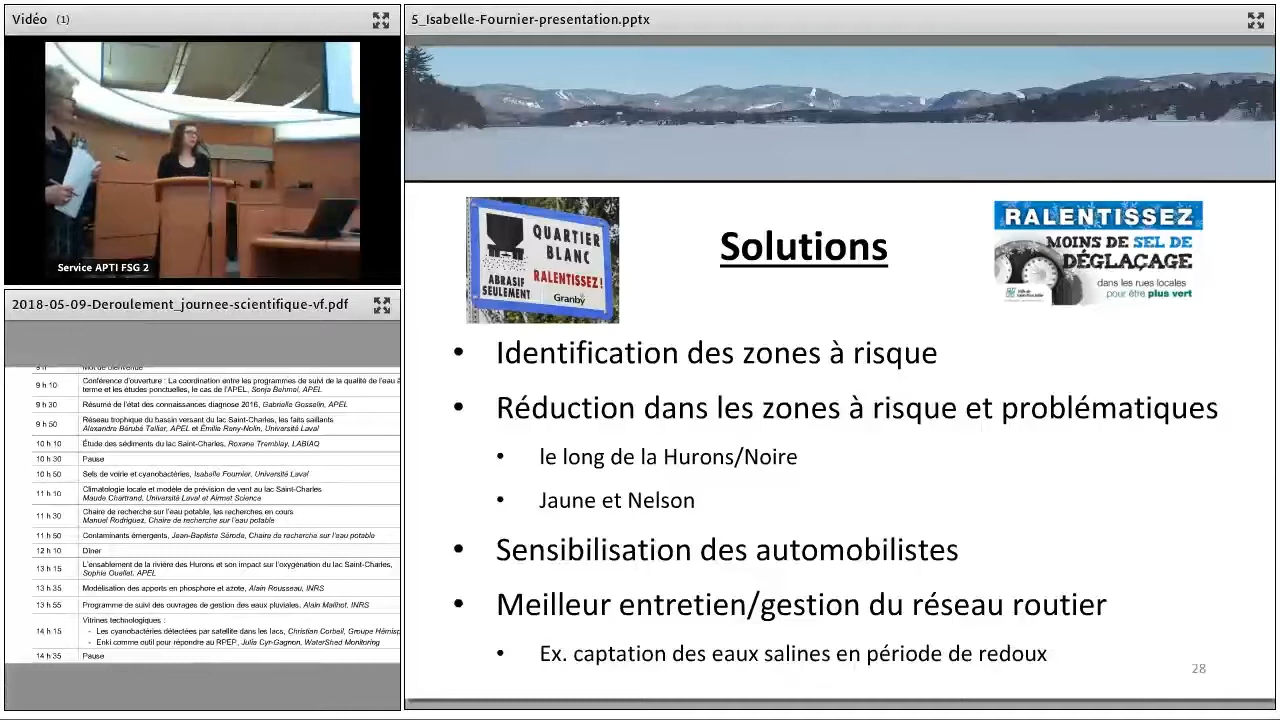 Vidéo (1)
Service APTI FSG 2
2018-05-09-Deroulement_journee-scientifique-vf.pdf
9 h Mot de bienvenue
9 h 10 Conférence d'ouverture : La coordination entre les programmes de suivi de la qualité de l'eau à
terme et les études ponctuelles, le cas de l'APEL, Sonja Behmel, APEL
9 h 30 Résumé de l'état des connaissances diagnose 2016, Gabrielle Gosselin, APEL
9 h 50 Réseau trophique du bassin versant du lac Saint-Charles, les faits saillants
Alexandre Bérubé Tellier, APEL et Émilie Reny-Nolin, Université Laval
10 h 10 Étude des sédiments du lac Saint-Charles, Roxane Tremblay, LABIAQ
10 h 30 Pause
10 h 50 Sels de voirie et cyanobactéries, Isabelle Fournier, Université Laval
11 h 10 Climatologie locale et modèle de prévision de vent au lac Saint-Charles
Maude Chartrand, Université Laval et Airmet Science
11 h 30 Chaire de recherche sur l'eau potable, les recherches en cours
Manuel Rodriguez, Chaire de recherche sur l'eau potable
11 h 50 Contaminants émergents, Jean-Baptiste Sérode, Chaire de recherche sur l'eau potable
12 h 10 Dîner
13 h 15 L'ensablement de la rivière des Hurons et son impact sur l'oxygénation du lac Saint-Charles,
Sophie Ouellet, APEL
13 h 35 Modélisation des apports en phosphore et azote, Alain Rousseau, INRS
13 h 55 Programme de suivi des ouvrages de gestion des eaux pluviales, Alain Mailhot, INRS
14 h 15 Vitrines technologiques :
- Les cyanobactéries détectées par satellite dans les lacs, Christian Corbeil, Groupe Hémisp
- Enki comme outil pour répondre au RPEP, Julia Cyr-Gagnon, WaterShed Monitoring
14 h 35 Pause
5_Isabelle-Fournier-presentation.pptx
QUARTIER
BLANC
RALENTISSEZ!
ABRASIF
SEULEMENT
Granby
Solutions
RALENTISSEZ
MOINS DE SEL DE
DÉGLAÇAGE
dans les rues locales
pour être plus vert
• Identification des zones à risque
• Réduction dans les zones à risque et problématiques
• le long de la Hurons/Noire
• Jaune et Nelson
• Sensibilisation des automobilistes
• Meilleur entretien/gestion du réseau routier
• Ex. captation des eaux salines en période de redoux
28